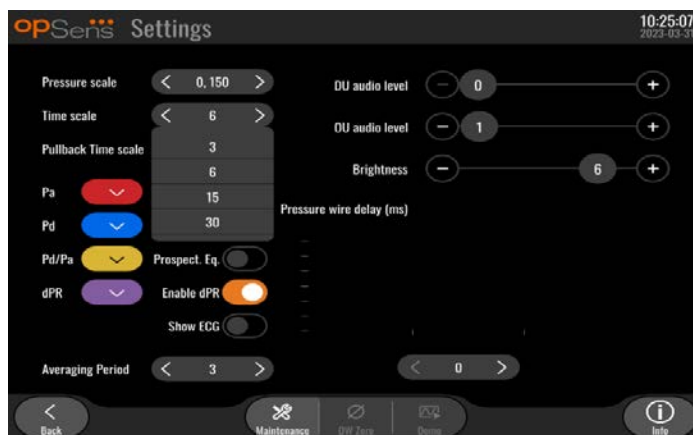 opSens Settings
10:25:07
2023-03-31
Pressure scale
0, 150
DU audio level
0
Time scale
6
OU audio level
1
Pullback Time scale
3
6
15
30
Brightness
6
Pressure wire delay (ms)
Pa
Pd
Pd/Pa
Prospect. Eq.
dPR
Enable dPR
Show ECG
Averaging Period
3
0
Back
Maintenance
OW Zero
Demo
Info